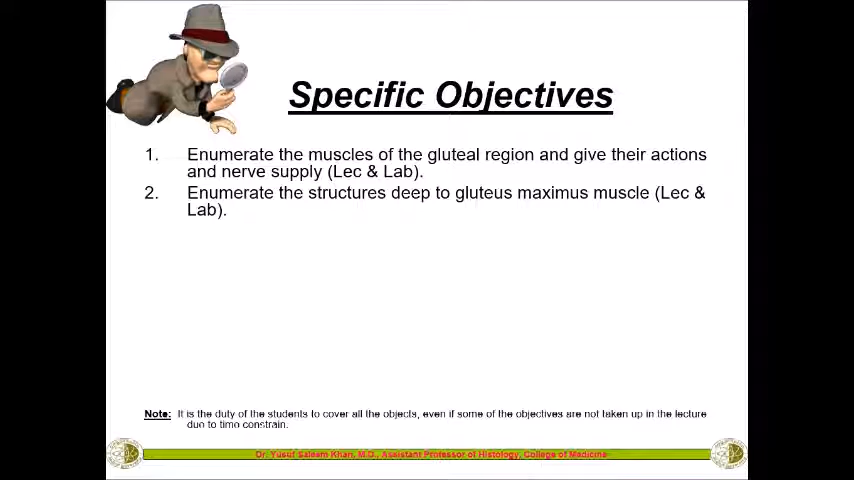 Specific Objectives
1. Enumerate the muscles of the gluteal region and give their actions
and nerve supply (Lec & Lab).
2. Enumerate the structures deep to gluteus maximus muscle (Lec &
Lab).
Note: It is the duty of the students to cover all the objects, even if some of the objectives are not taken up in the lecture
due to time constrain.
Dr. Yusuf Saleem Khan, M.D., Assistant Professor of Histology, College of Medicine